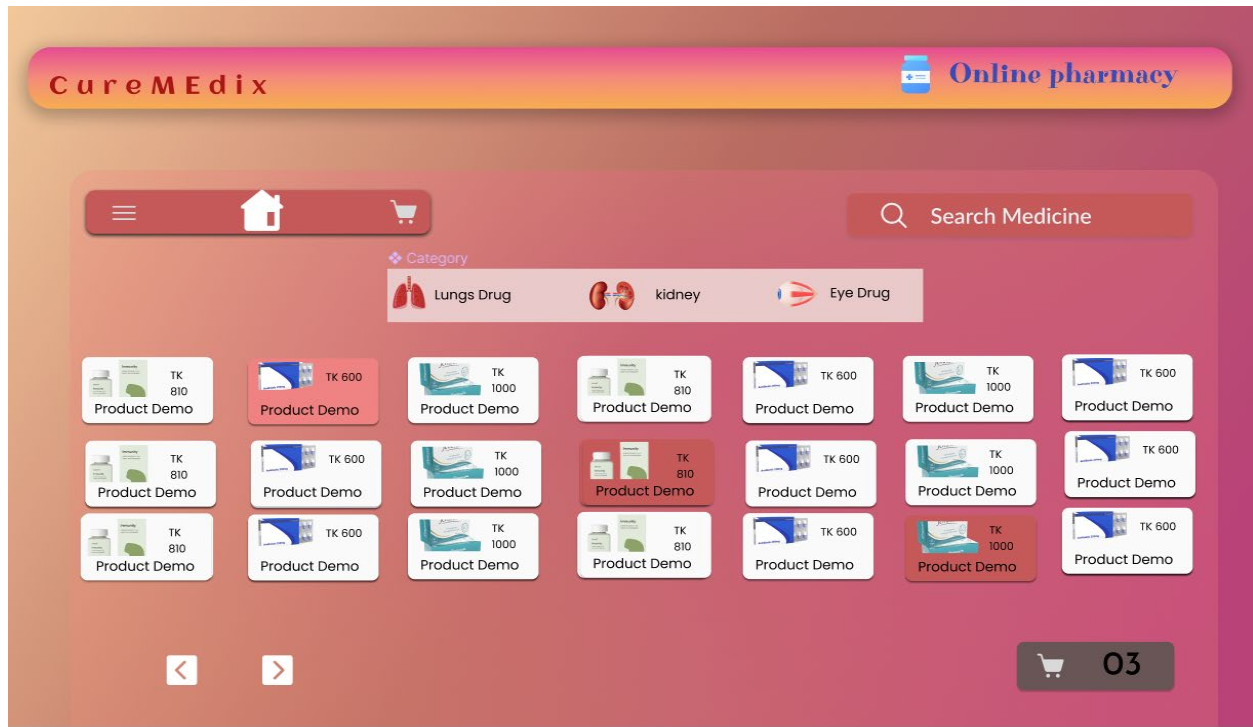 CureMEdix
Online pharmacy
Search Medicine
Category
Lungs Drug
kidney
Eye Drug
TK
810
Product Demo
TK 600
Product Demo
TK
1000
Product Demo
TK
810
Product Demo
TK 600
Product Demo
TK
1000
Product Demo
TK 600
Product Demo
TK
810
Product Demo
TK 600
Product Demo
TK
1000
Product Demo
TK
810
Product Demo
TK 600
Product Demo
TK
1000
Product Demo
TK 600
Product Demo
TK
810
Product Demo
TK 600
Product Demo
TK
1000
Product Demo
TK
810
Product Demo
TK 600
Product Demo
TK
1000
Product Demo
TK 600
Product Demo
03